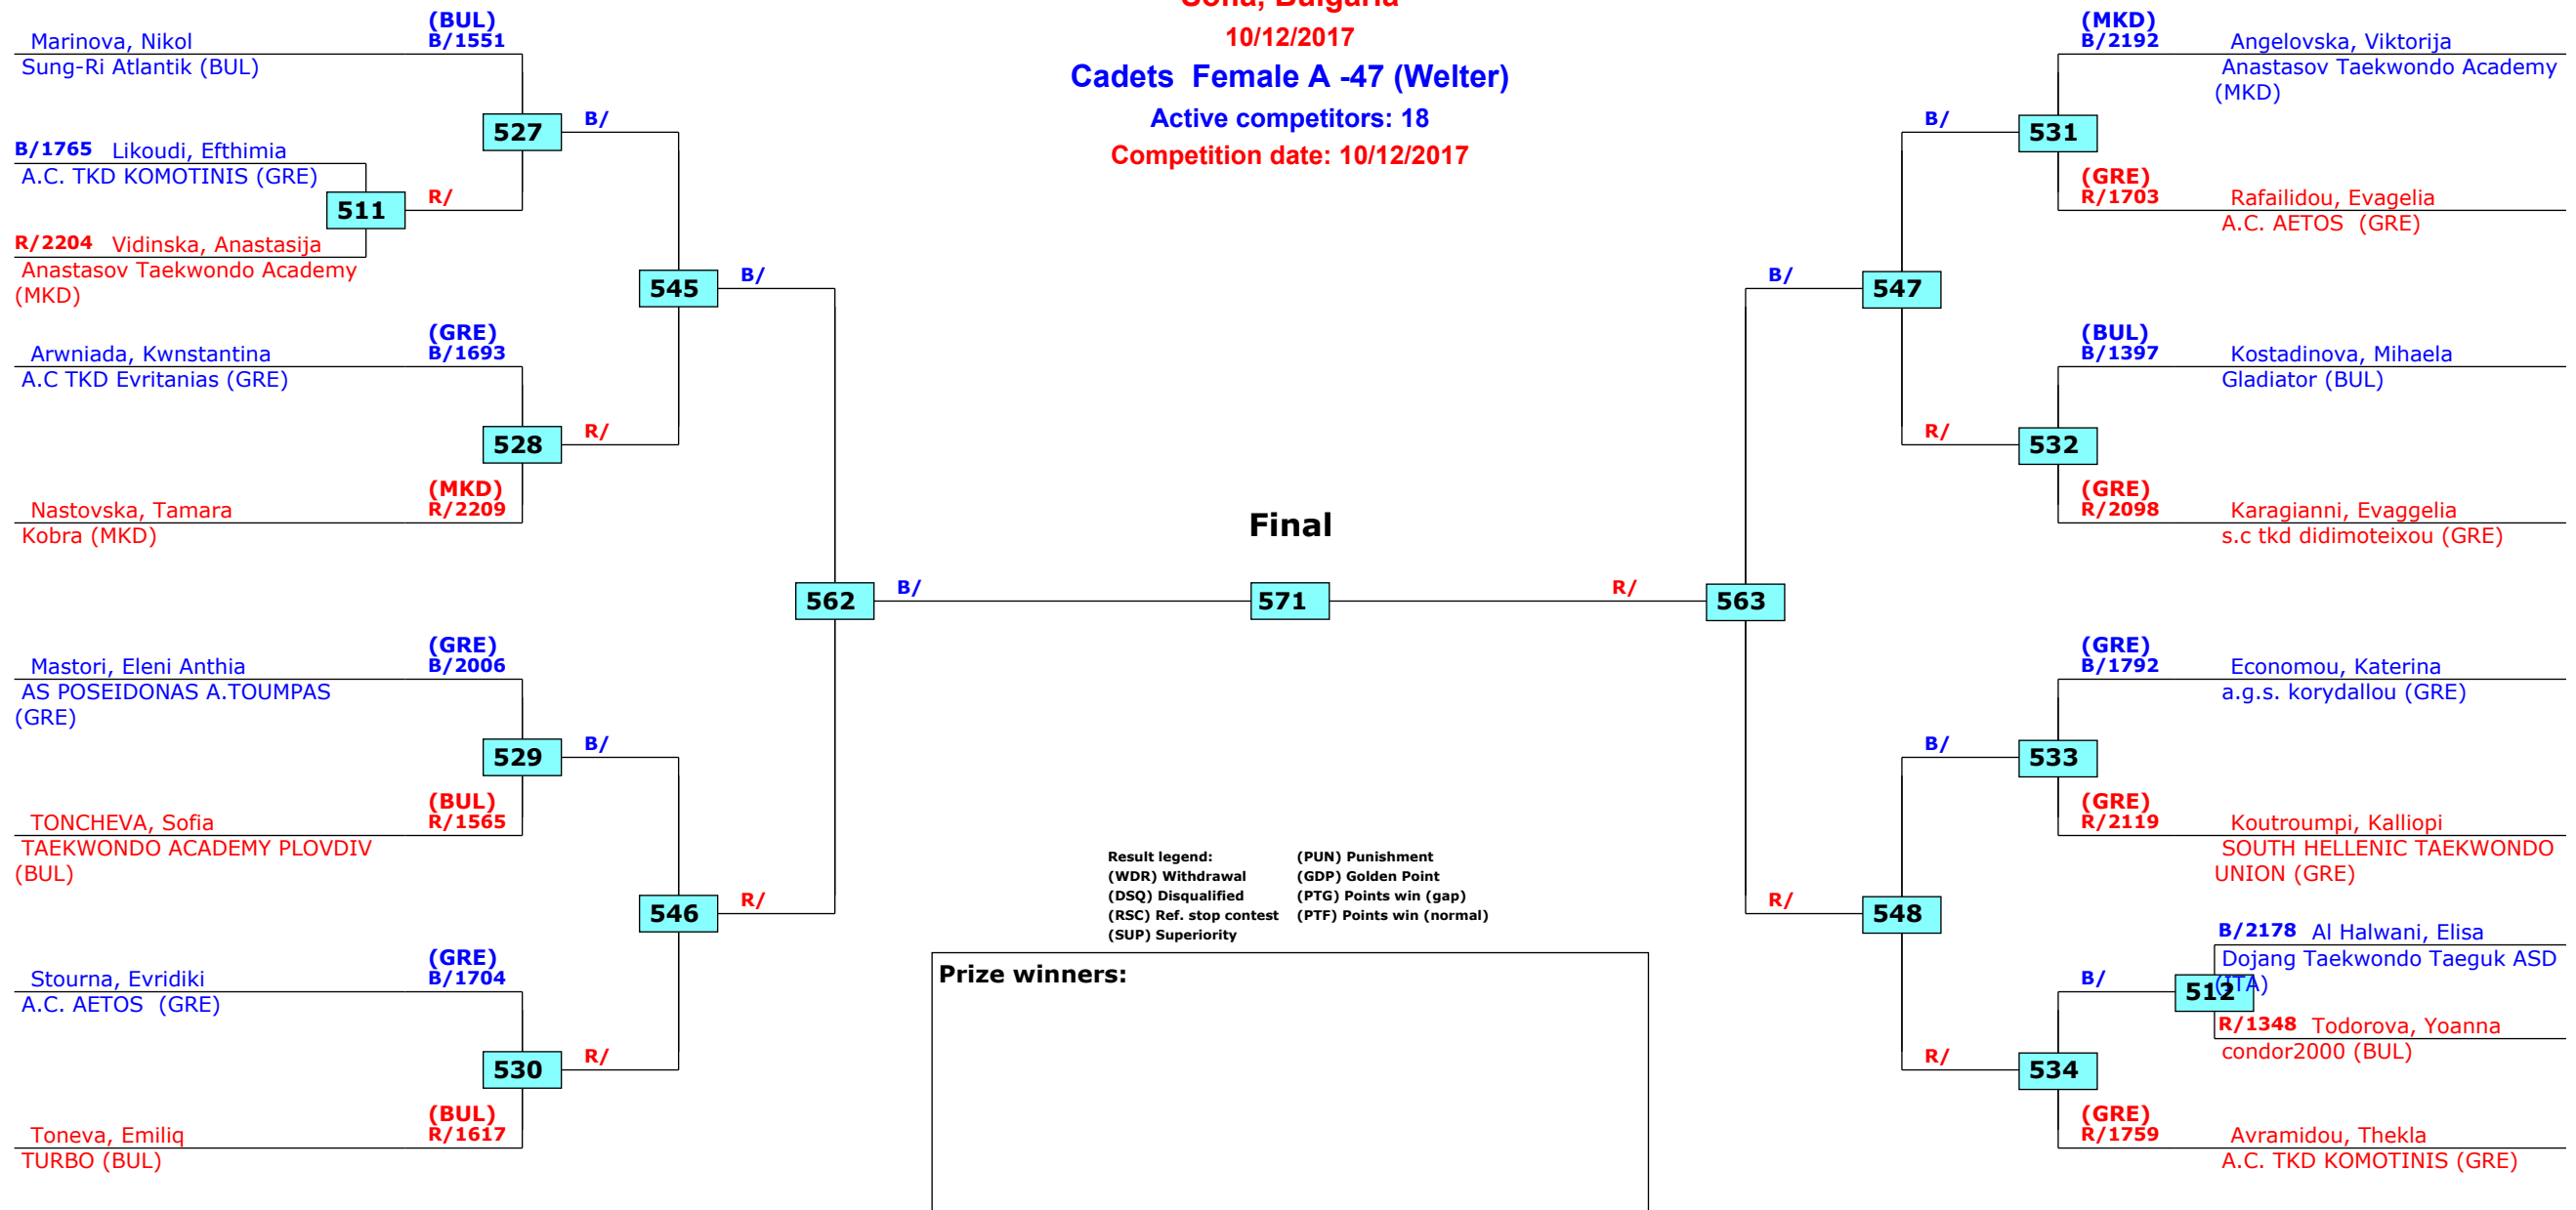 Sofia, Bulgaria
10/12/2017
Cadets Female A -47 (Welter)
Active competitors: 18
Competition date: 10/12/2017
(BUL)
Marinova, Nikol B/1551
Sung-Ri Atlantik (BUL)
527 B/
B/1765 Likoudi, Efthimia
A.C. TKD KOMOTINIS (GRE)
511 R/
R/2204 Vidinska, Anastasija
Anastasov Taekwondo Academy
(MKD)
545 B/
(GRE)
Arwniada, Kwnstantina B/1693
A.C TKD Evritanias (GRE)
528 R/
(MKD)
Nastovska, Tamara R/2209
Kobra (MKD)
562 B/
(GRE)
Mastori, Eleni Anthia B/2006
AS POSEIDONAS A.TOUMPAS
(GRE)
529 B/
(BUL)
TONCHEVA, Sofia R/1565
TAEKWONDO ACADEMY PLOVDIV
(BUL)
546 R/
(GRE)
Stourna, Evridiki B/1704
A.C. AETOS (GRE)
530 R/
(BUL)
Toneva, Emiliq R/1617
TURBO (BUL)
Final
571
Result legend: (PUN) Punishment
(WDR) Withdrawal (GDP) Golden Point
(DSQ) Disqualified (PTG) Points win (gap)
(RSC) Ref. stop contest (PTF) Points win (normal)
(SUP) Superiority
Prize winners:
(MKD)
B/2192 Angelovska, Viktorija
Anastasov Taekwondo Academy
(MKD)
B/ 531
(GRE)
R/1703 Rafailidou, Evagelia
A.C. AETOS (GRE)
B/ 547
(BUL)
B/1397 Kostadinova, Mihaela
Gladiator (BUL)
R/ 532
(GRE)
R/2098 Karagianni, Evaggelia
s.c tkd didimoteixou (GRE)
R/ 563
(GRE)
B/1792 Economou, Katerina
a.g.s. korydallou (GRE)
B/ 533
(GRE)
R/2119 Koutroumpi, Kalliopi
SOUTH HELLENIC TAEKWONDO
UNION (GRE)
R/ 548
B/2178 Al Halwani, Elisa
Dojang Taekwondo Taeguk ASD
(ITA)
B/ 512
R/1348 Todorova, Yoanna
condor2000 (BUL)
R/ 534
(GRE)
R/1759 Avramidou, Thekla
A.C. TKD KOMOTINIS (GRE)